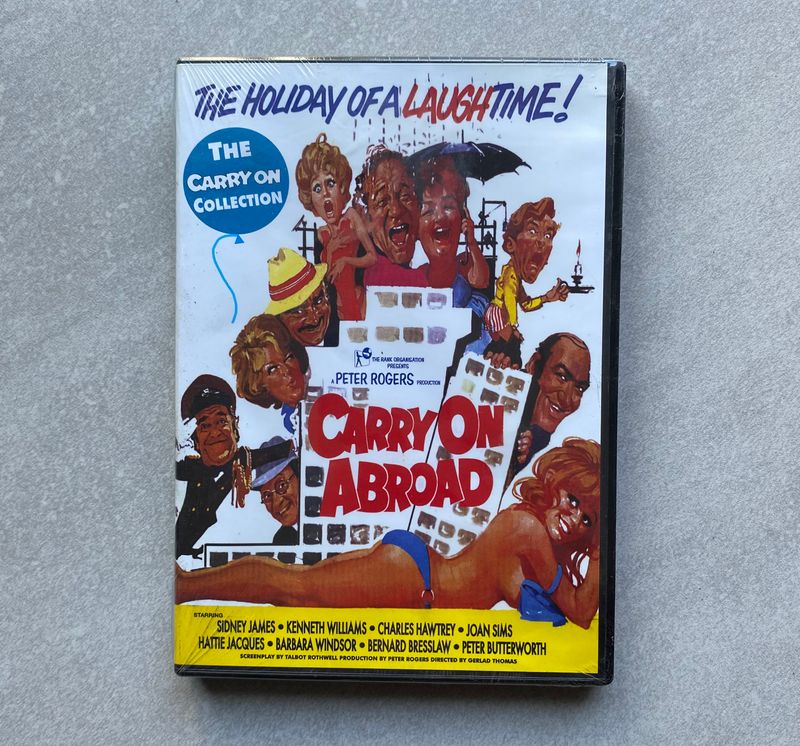 THE HOLIDAY OF A LAUGHTIME!
THE
CARRY ON
COLLECTION
THE RANK ORGANISATION
PRESENTS
A PETER ROGERS PRODUCTION
CARRY ON
ABROAD
STARRING
SIDNEY JAMES • KENNETH WILLIAMS • CHARLES HAWTREY • JOAN SIMS
HATTIE JACQUES • BARBARA WINDSOR • BERNARD BRESSLAW • PETER BUTTERWORTH
SCREENPLAY BY TALBOT ROTHWELL PRODUCTION BY PETER ROGERS DIRECTED BY GERLAD THOMAS